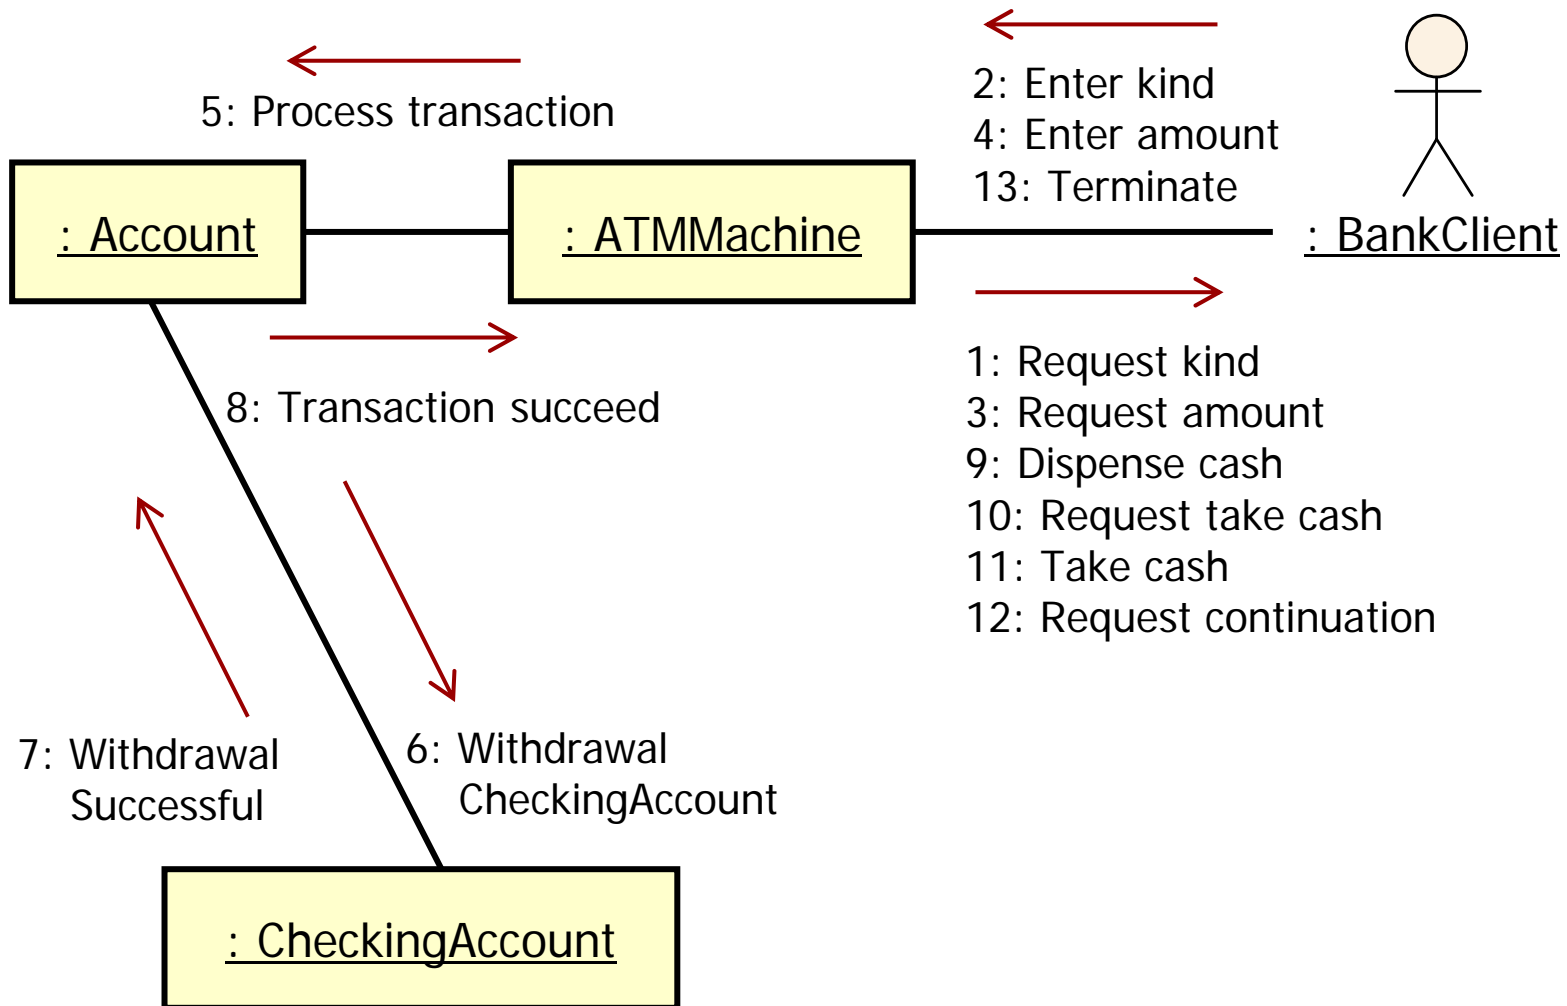 2: Enter kind
4: Enter amount
13: Terminate
5: Process transaction
: Account
: ATMMachine
: BankClient
8: Transaction succeed
1: Request kind
3: Request amount
9: Dispense cash
10: Request take cash
11: Take cash
12: Request continuation
7: Withdrawal
Successful
6: Withdrawal
CheckingAccount
: CheckingAccount